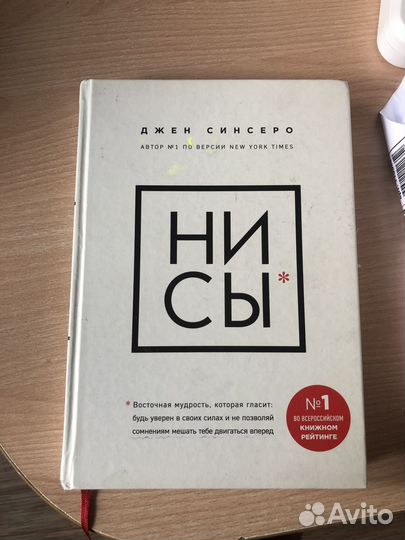 ДЖЕН СИНСЕРО
АВТОР №1 ПО ВЕРСИИ NEW YORK TIMES
НИ
СЫ*
* Восточная мудрость, которая гласит:
будь уверен в своих силах и не позволяй
сомнениям мешать тебе двигаться вперед
№1
ВО ВСЕРОССИЙСКОМ
КНИЖНОМ
РЕЙТИНГЕ
Avito